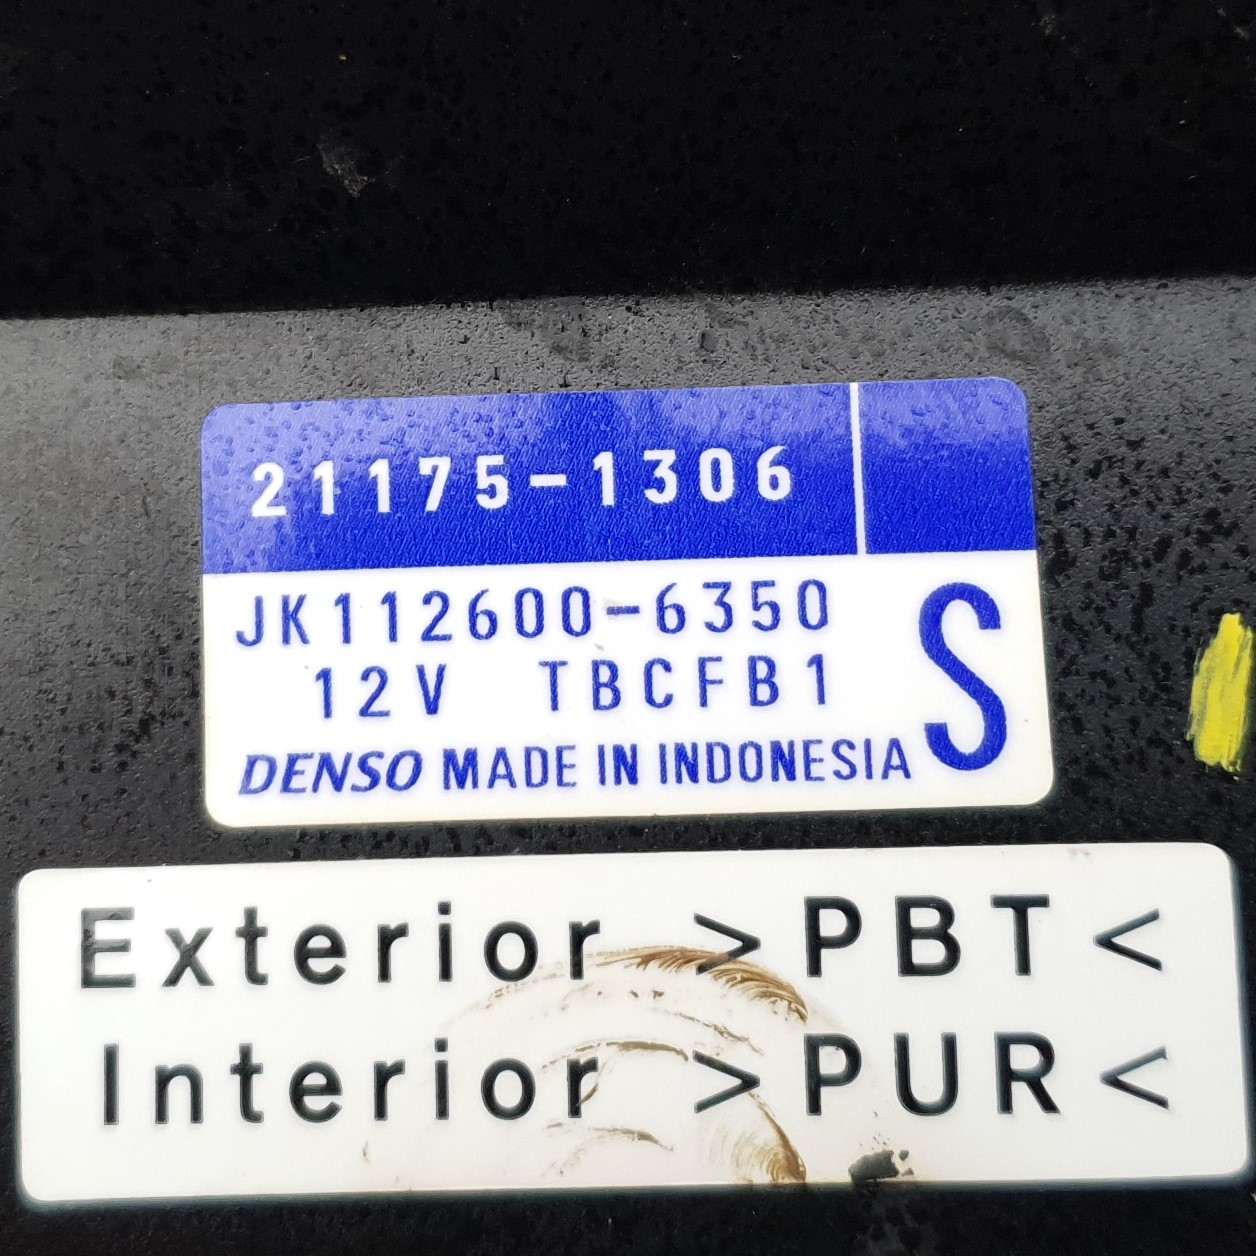 21175-1306
JK112600-6350
12V TBCFB1
S
DENSO MADE IN INDONESIA
Exterior >PBT<
Interior >PUR<